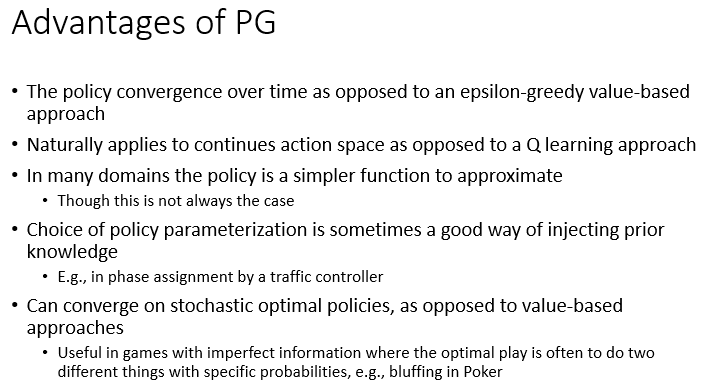 Advantages of PG
• The policy convergence over time as opposed to an epsilon-greedy value-based
approach
• Naturally applies to continues action space as opposed to a Q learning approach
• In many domains the policy is a simpler function to approximate
• Though this is not always the case
• Choice of policy parameterization is sometimes a good way of injecting prior
knowledge
• E.g., in phase assignment by a traffic controller
• Can converge on stochastic optimal policies, as opposed to value-based
approaches
• Useful in games with imperfect information where the optimal play is often to do two
different things with specific probabilities, e.g., bluffing in Poker